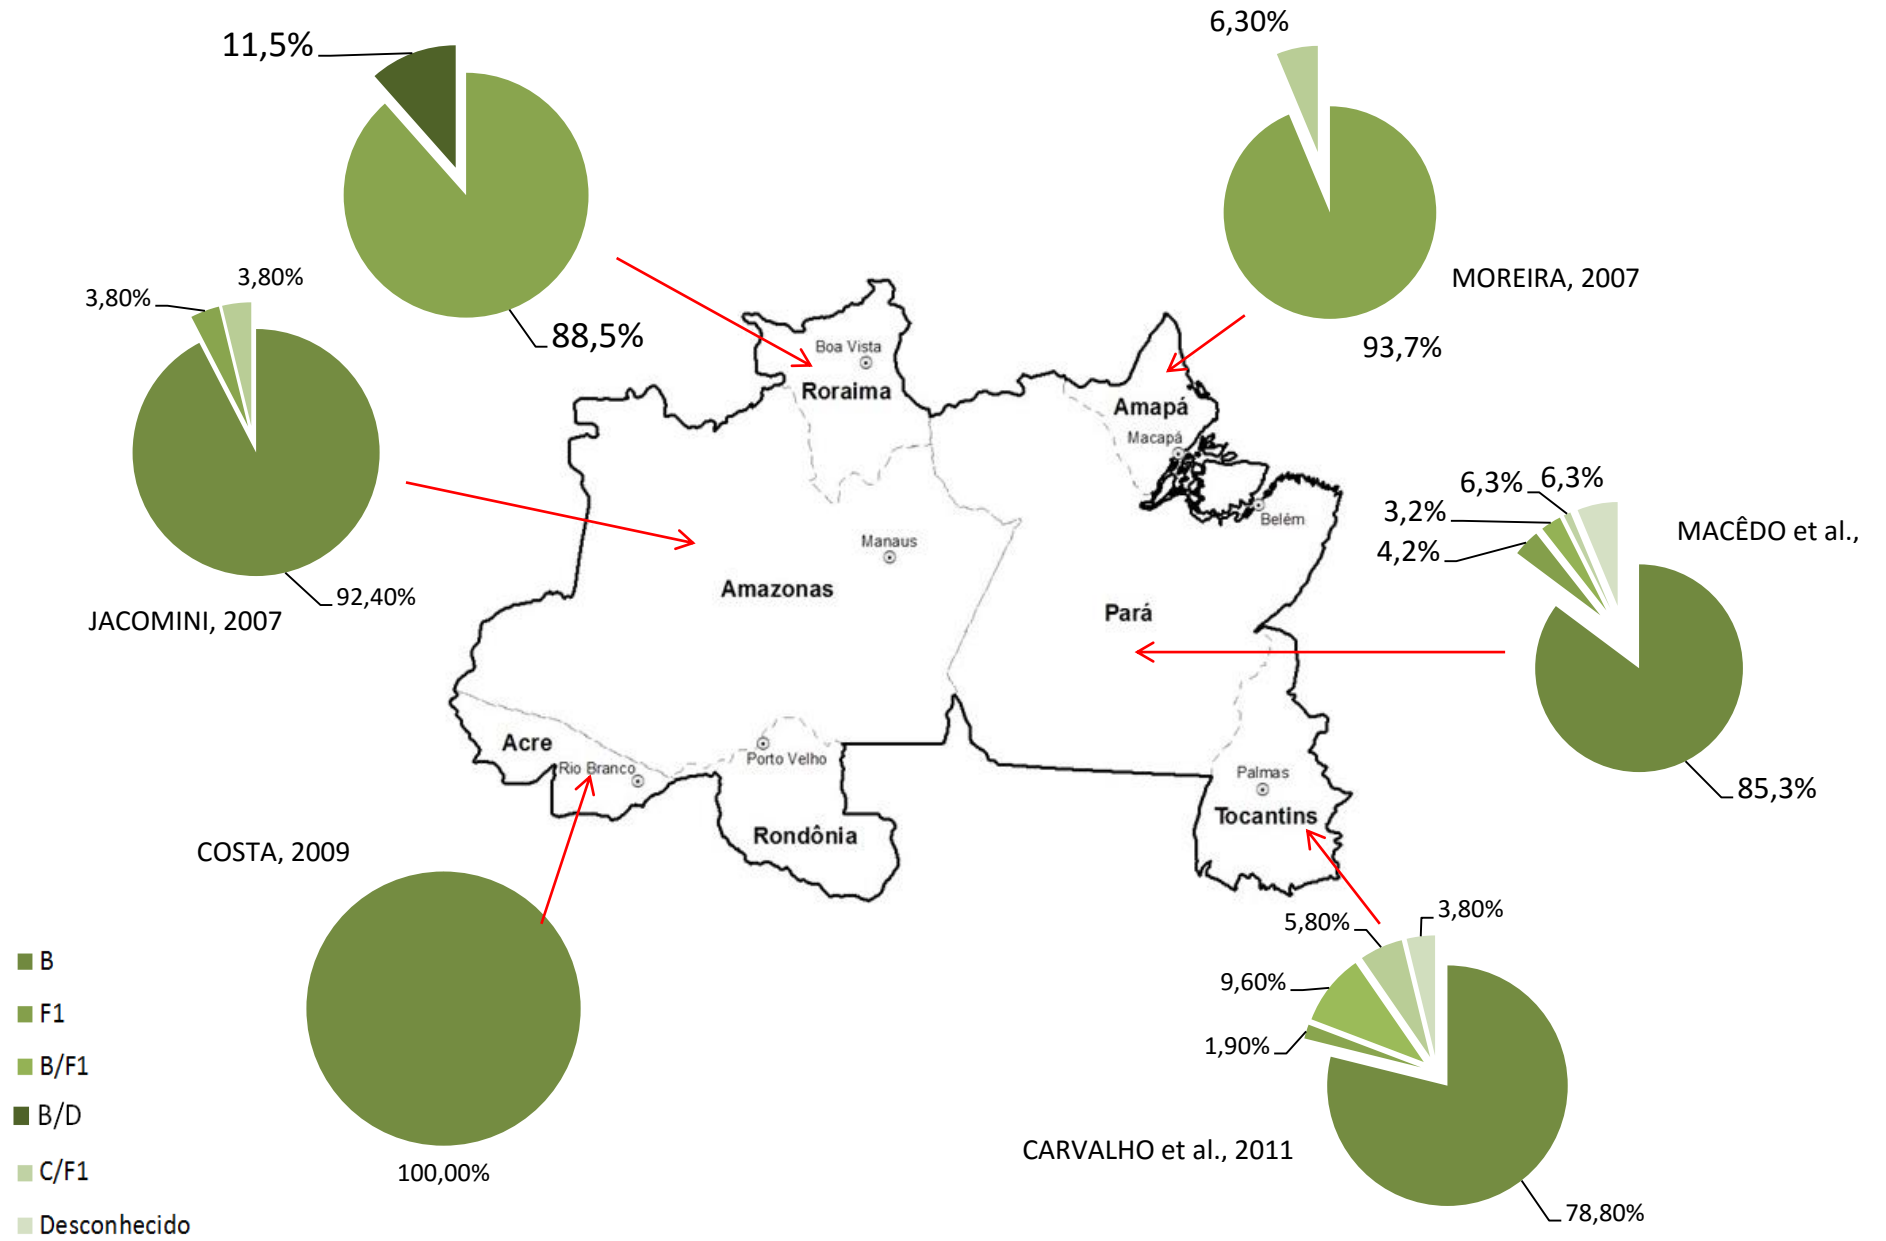 11,5%
88,5%
6,30%
MOREIRA, 2007
93,7%
3,80%
3,80%
92,40%
JACOMINI, 2007
Boa Vista
Roraima
Amapá
Macapá
Belém
Manaus
Amazonas
Pará
6,3%
6,3%
3,2%
4,2%
MACÊDO et al.,
85,3%
Acre
Rio Branco
Porto Velho
Rondônia
Palmas
Tocantins
COSTA, 2009
100,00%
5,80%
3,80%
9,60%
1,90%
CARVALHO et al., 2011
78,80%
B
F1
B/F1
B/D
C/F1
Desconhecido